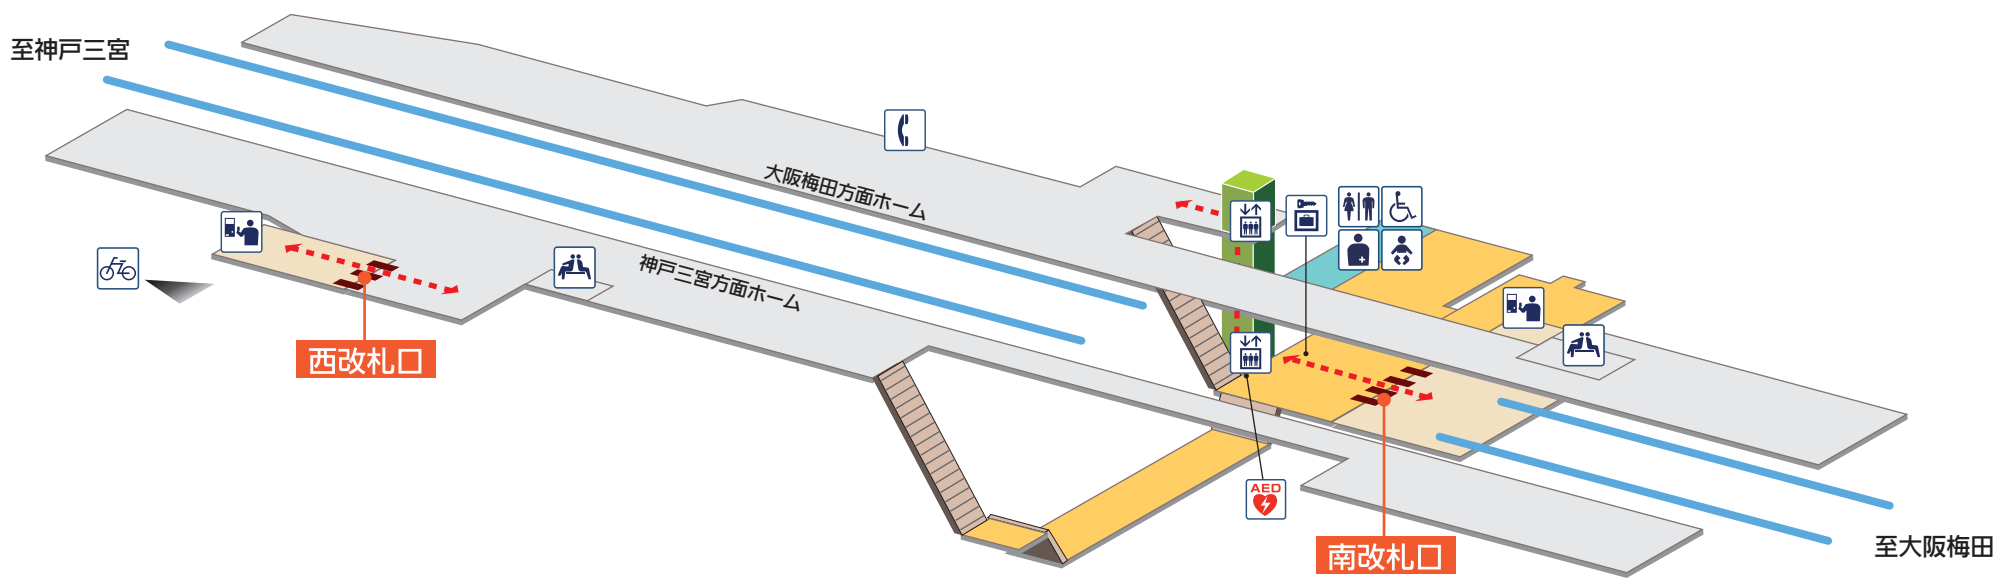 至神戸三宮
大阪梅田方面ホーム
神戸三宮方面ホーム
西改札口
AED
南改札口
至大阪梅田